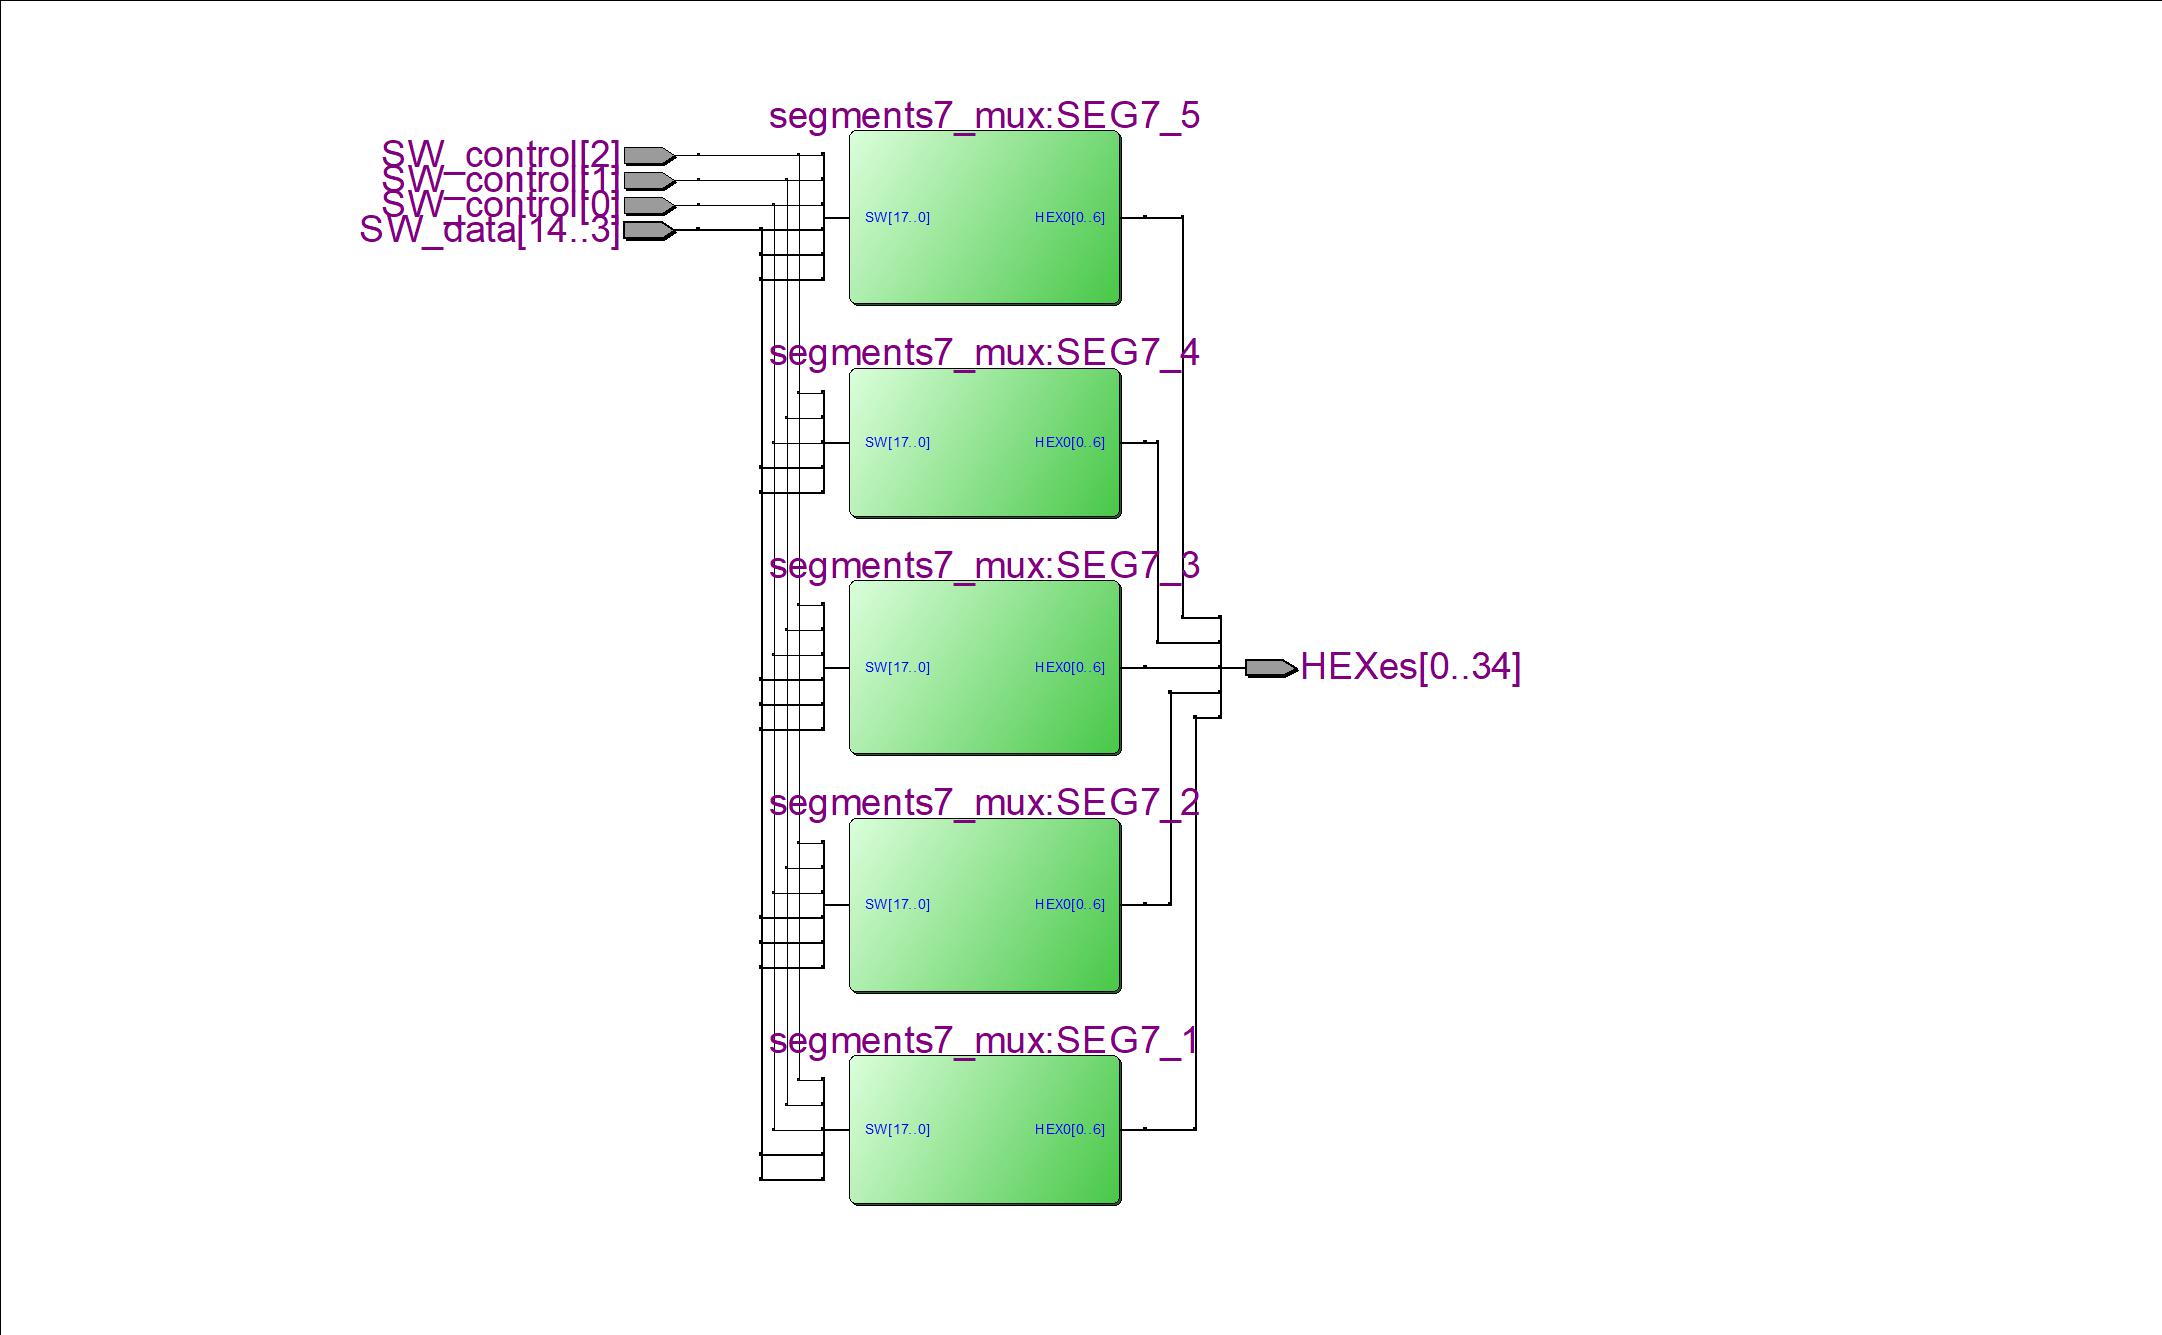 segments7_mux:SEG7_5
SW_control[2]
SW_control[1]
SW_control[0]
SW_data[14..3]
SW[17..0]
HEX0[0..6]
segments7_mux:SEG7_4
SW[17..0]
HEX0[0..6]
segments7_mux:SEG7_3
SW[17..0]
HEX0[0..6]
HEXes[0..34]
segments7_mux:SEG7_2
SW[17..0]
HEX0[0..6]
segments7_mux:SEG7_1
SW[17..0]
HEX0[0..6]